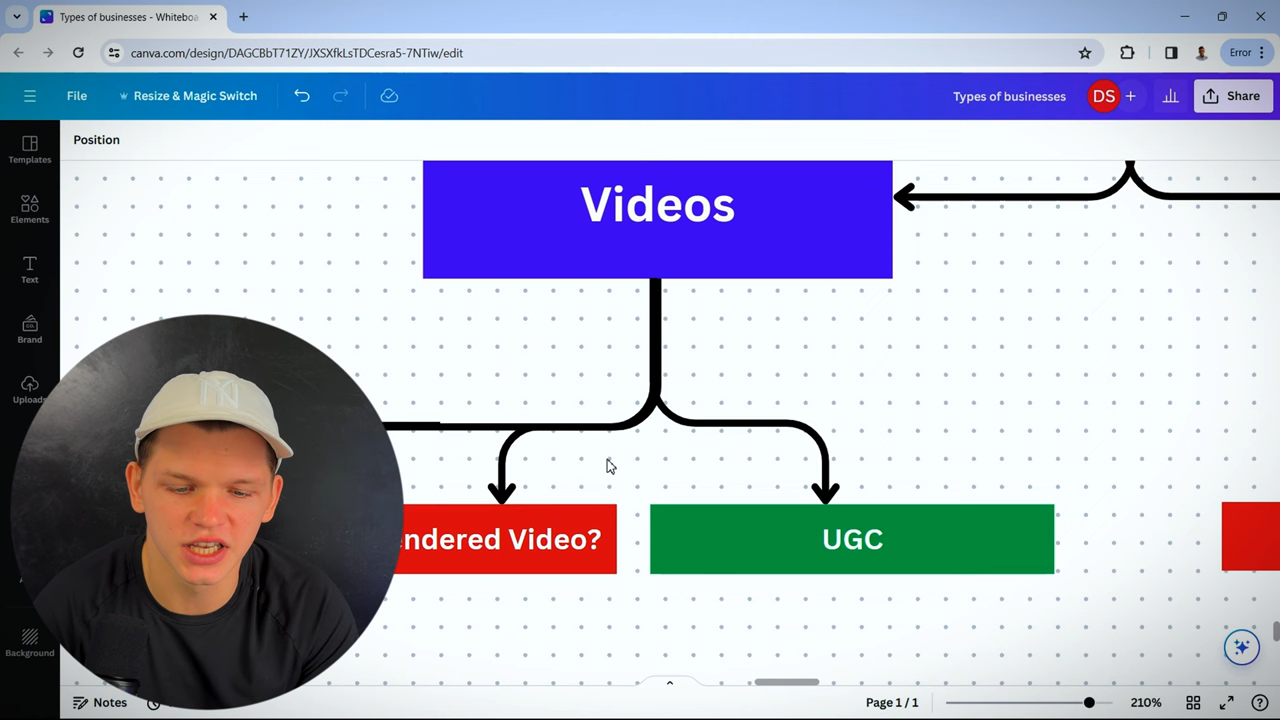 Types of businesses - Whiteboa
canva.com/design/DAGCBbT71ZY/JXSXfkLsTDCesra5-7NTiw/edit
Error
File
Resize & Magic Switch
Types of businesses
DS
Share
Templates
Position
Elements
Text
Brand
Uploads
Videos
endered Video?
UGC
Background
Notes
Page 1 / 1
210%